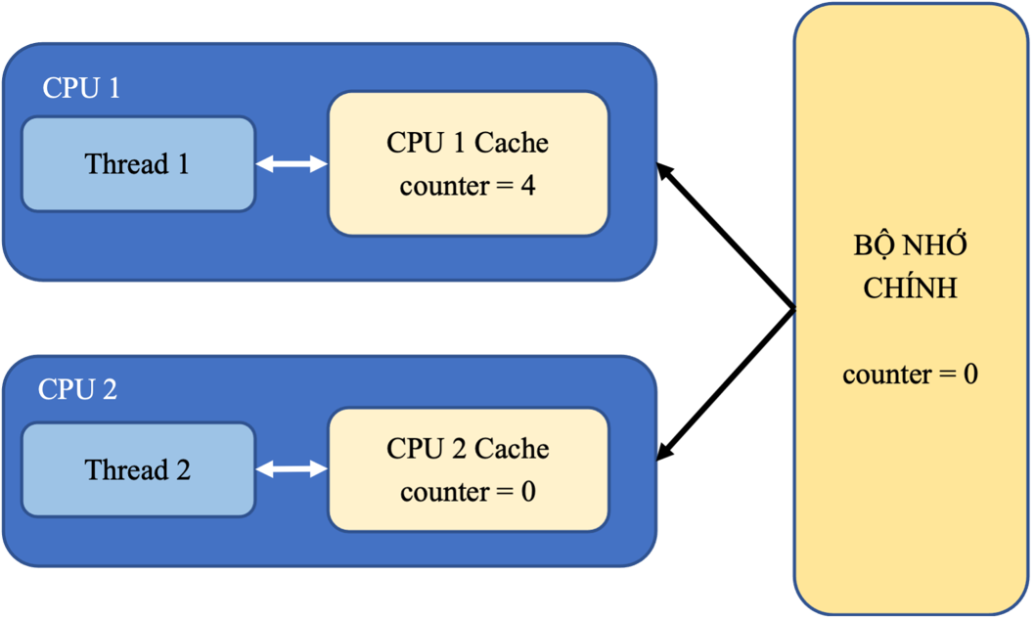 CPU 1
Thread 1
CPU 1 Cache
counter = 4
CPU 2
Thread 2
CPU 2 Cache
counter = 0
BỘ NHỚ
CHÍNH
counter = 0